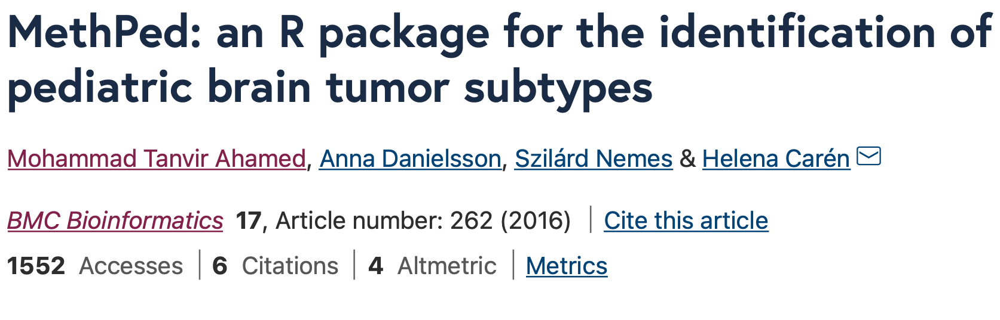 MethPed: an R package for the identification of
pediatric brain tumor subtypes
Mohammad Tanvir Ahamed, Anna Danielsson, Szilárd Nemes & Helena Carén
BMC Bioinformatics 17, Article number: 262 (2016) | Cite this article
1552 Accesses | 6 Citations | 4 Altmetric | Metrics